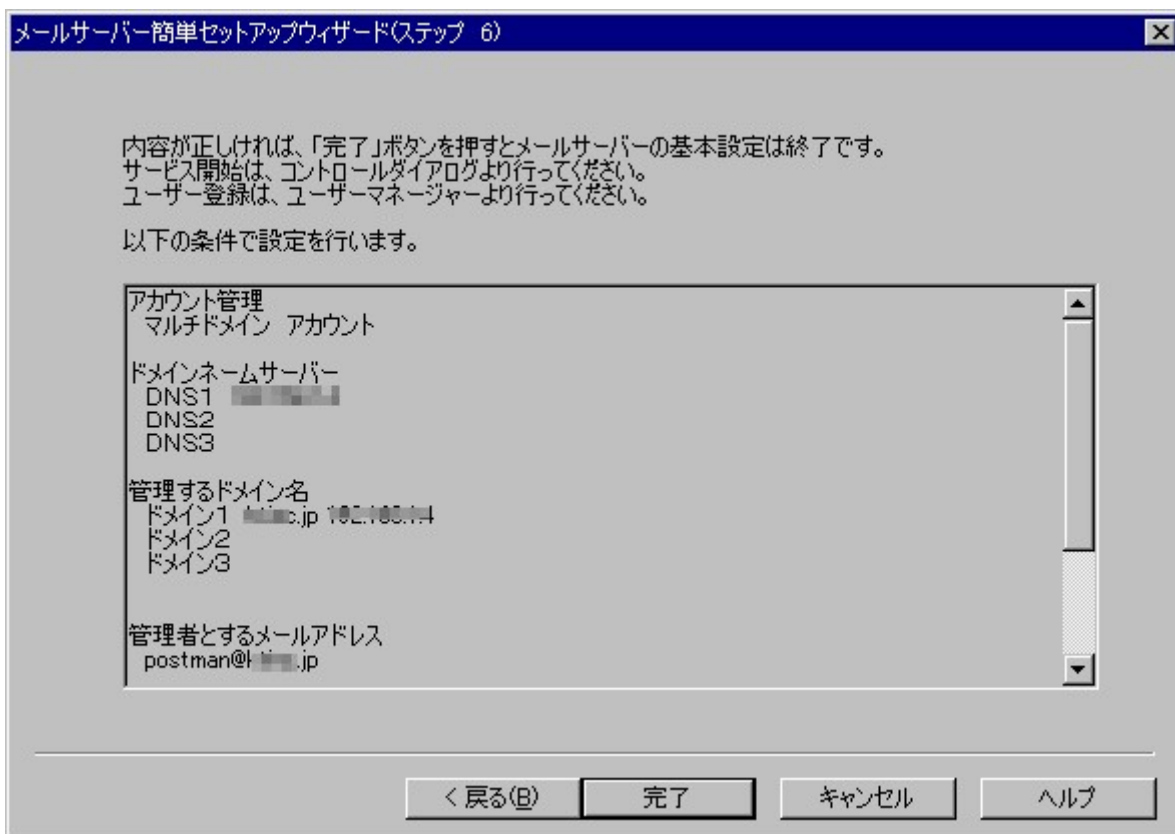 メールサーバー簡単セットアップウィザード(ステップ 6)
内容が正しければ、「完了」ボタンを押すとメールサーバーの基本設定は終了です。
サービス開始は、コントロールダイアログより行ってください。
ユーザー登録は、ユーザーマネージャーより行ってください。
以下の条件で設定を行います。
アカウント管理
マルチドメイン アカウント
ドメインネームサーバー
DNS1
DNS2
DNS3
管理するドメイン名
ドメイン1 .jp
ドメイン2
ドメイン3
管理者とするメールアドレス
postman@ .jp
< 戻る(B)
完了
キャンセル
ヘルプ